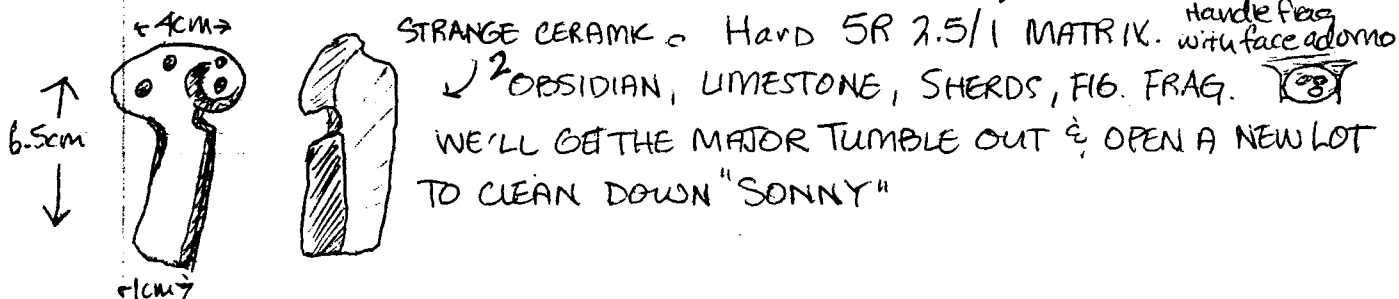 ←4cm→
STRANGE CERAMIC. HARD 5R 2.5/1 MATRIX.
Handle frag
with face adorno
2 OBSIDIAN, LIMESTONE, SHERDS, FIG. FRAG.
6.5cm
WE'LL GET THE MAJOR TUMBLE OUT & OPEN A NEW LOT
TO CLEAN DOWN "SONNY"
←1cm→